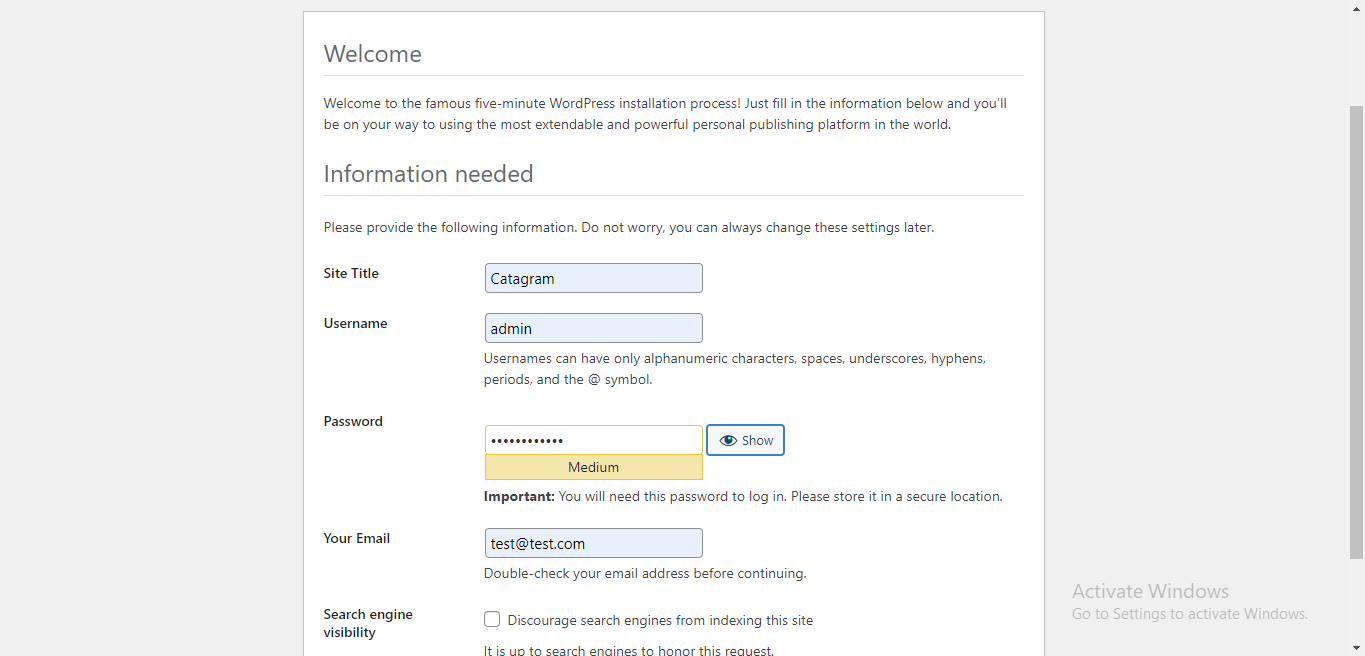 Welcome
Welcome to the famous five-minute WordPress installation process! Just fill in the information below and you’ll
be on your way to using the most extendable and powerful personal publishing platform in the world.
Information needed
Please provide the following information. Do not worry, you can always change these settings later.
Site Title
Catagram
Username
admin
Usernames can have only alphanumeric characters, spaces, underscores, hyphens,
periods, and the @ symbol.
Password
••••••••••••
Show
Medium
Important: You will need this password to log in. Please store it in a secure location.
Your Email
test@test.com
Double-check your email address before continuing.
Search engine
visibility
Discourage search engines from indexing this site
It is up to search engines to honor this request.
Activate Windows
Go to Settings to activate Windows.